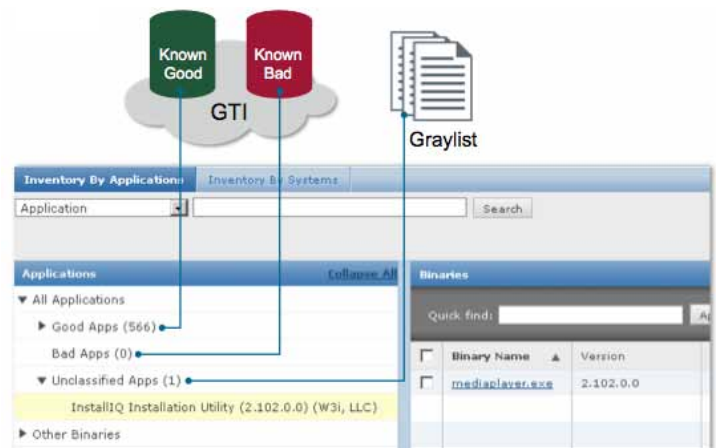 Known Good
Known Bad
GTI
Graylist
Inventory By Applications
Inventory By Systems
Application
Search
Applications
Collapse All
Binaries
▼ All Applications
Quick find:
▶ Good Apps (566)
Bad Apps (0)
Binary Name ▲
Version
▼ Unclassified Apps (1)
mediaplayer.exe
2.102.0.0
InstallIQ Installation Utility (2.102.0.0) (W3i, LLC)
▶ Other Binaries